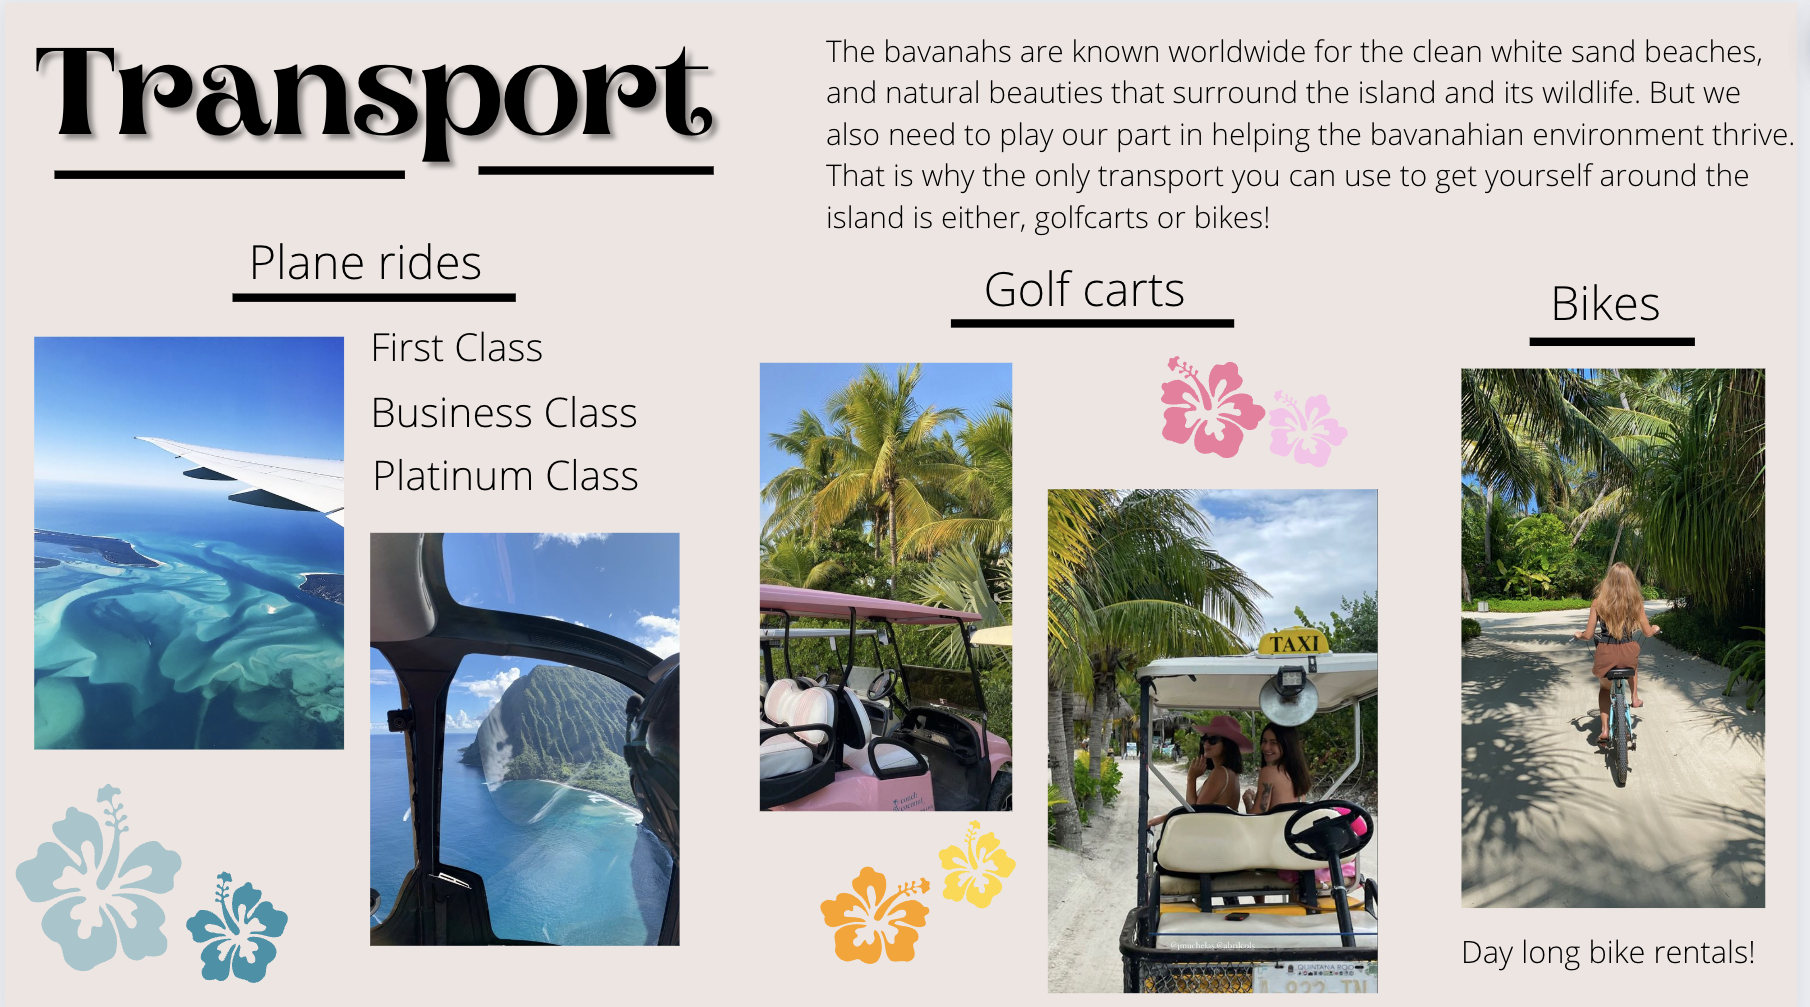 Transport
The bavanahs are known worldwide for the clean white sand beaches,
and natural beauties that surround the island and its wildlife. But we
also need to play our part in helping the bavanahian environment thrive.
That is why the only transport you can use to get yourself around the
island is either, golfcarts or bikes!
Plane rides
First Class
Business Class
Platinum Class
Golf carts
TAXI
QUINTANA ROO
Bikes
Day long bike rentals!